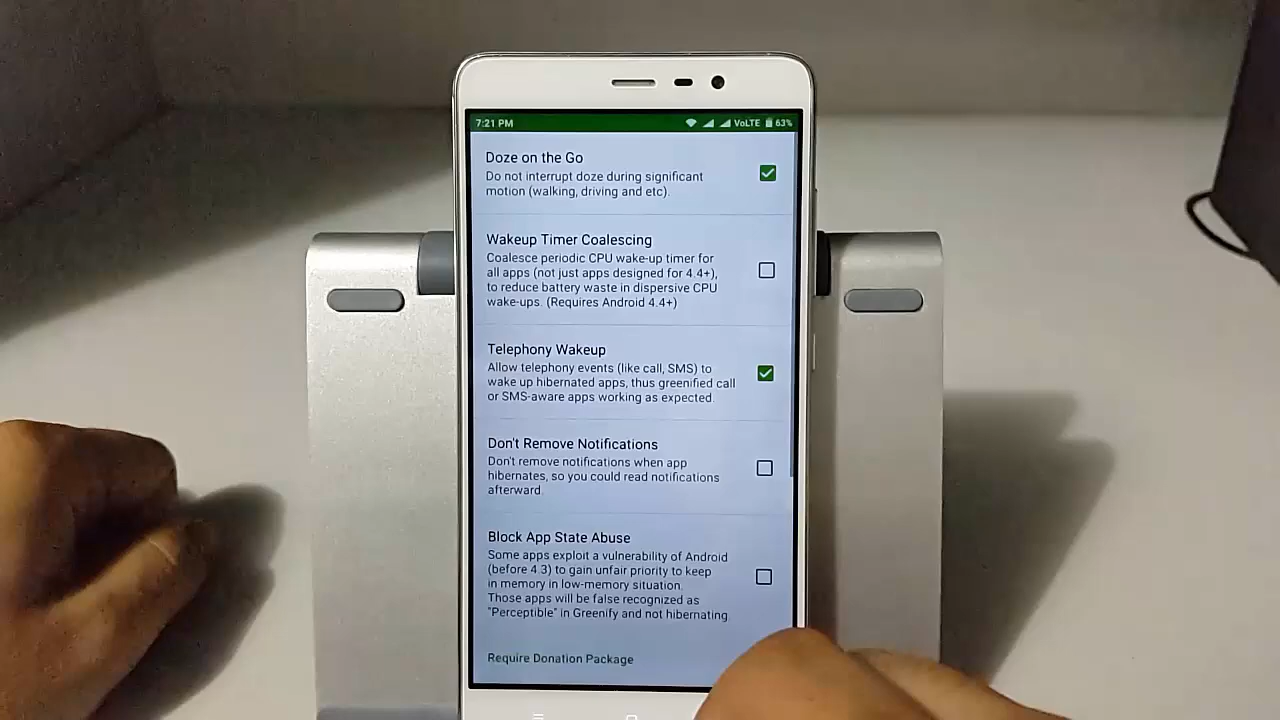 7:21 PM VoLTE 63%
Doze on the Go
Do not interrupt doze during significant
motion (walking, driving and etc).
Wakeup Timer Coalescing
Coalesce periodic CPU wake-up timer for
all apps (not just apps designed for 4.4+),
to reduce battery waste in dispersive CPU
wake-ups. (Requires Android 4.4+)
Telephony Wakeup
Allow telephony events (like call, SMS) to
wake up hibernated apps, thus greenified call
or SMS-aware apps working as expected.
Don't Remove Notifications
Don't remove notifications when app
hibernates, so you could read notifications
afterward.
Block App State Abuse
Some apps exploit a vulnerability of Android
(before 4.3) to gain unfair priority to keep
in memory in low-memory situation.
Those apps will be false recognized as
"Perceptible" in Greenify and not hibernating.
Require Donation Package